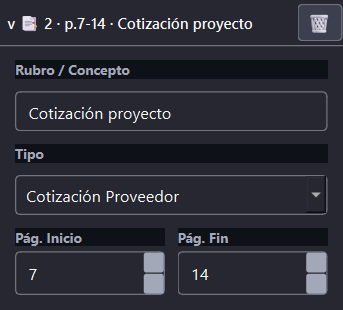 v 2 · p.7-14 · Cotización proyecto
Rubro / Concepto
Cotización proyecto
Tipo
Cotización Proveedor
Pág. Inicio Pág. Fin
7 14